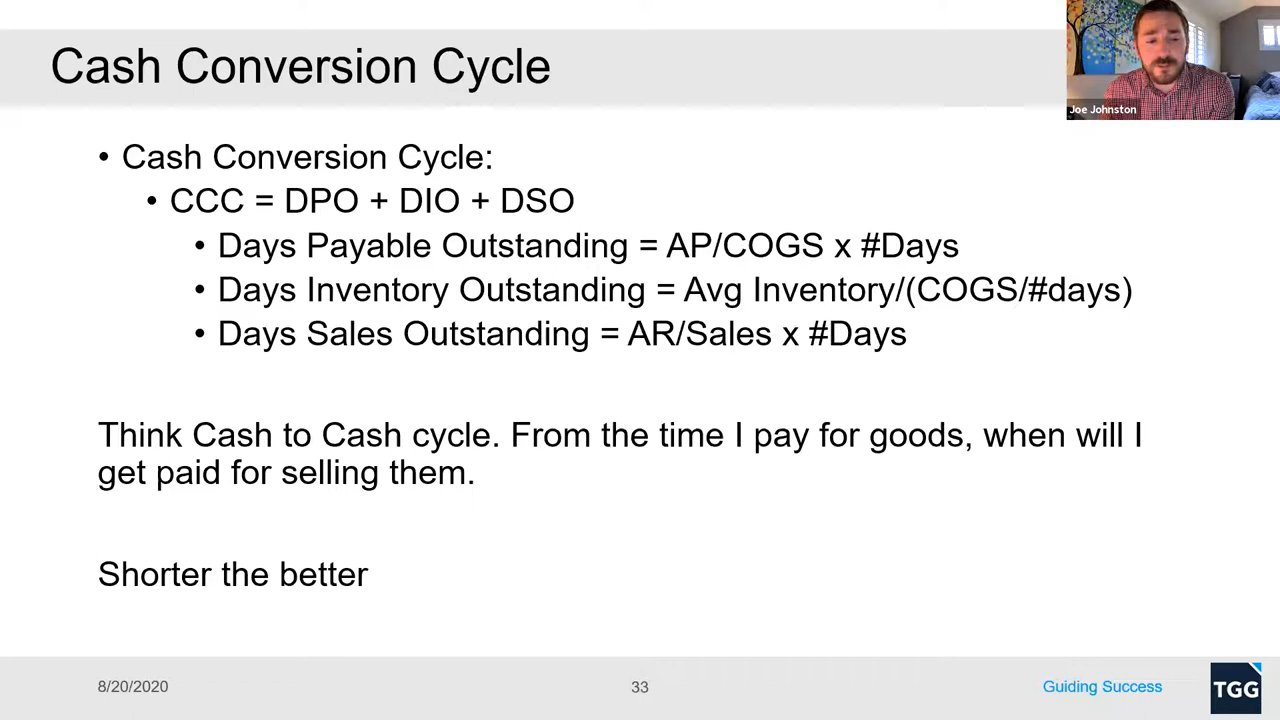 Cash Conversion Cycle
Joe Johnston
• Cash Conversion Cycle:
• CCC = DPO + DIO + DSO
• Days Payable Outstanding = AP/COGS x #Days
• Days Inventory Outstanding = Avg Inventory/(COGS/#days)
• Days Sales Outstanding = AR/Sales x #Days
Think Cash to Cash cycle. From the time I pay for goods, when will I
get paid for selling them.
Shorter the better
8/20/2020
33
Guiding Success
TGG